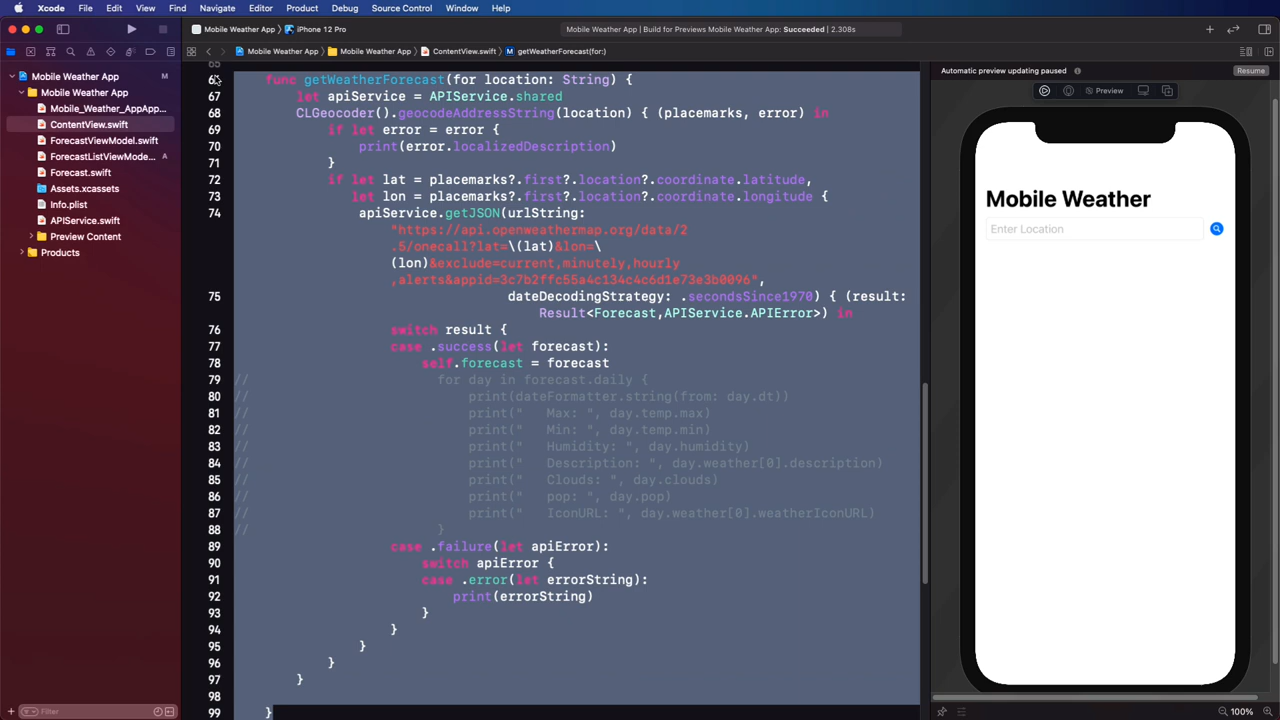 Xcode File Edit View Find Navigate Editor Product Debug Source Control Window Help
Mobile Weather App iPhone 12 Pro
Mobile Weather App | Build for Previews Mobile Weather App: Succeeded | 2.308s
Mobile Weather App Mobile Weather App ContentView.swift M getWeatherForecast(for:)
Mobile Weather App M
Mobile Weather App
Mobile_Weather_AppApp...
ContentView.swift
ForecastViewModel.swift
ForecastListViewMode... A
Forecast.swift
Assets.xcassets
Info.plist
APIService.swift
Preview Content
Products
Filter
65
66 func getWeatherForecast(for location: String) {
67 let apiService = APIService.shared
68 CLGeocoder().geocodeAddressString(location) { (placemarks, error) in
69 if let error = error {
70 print(error.localizedDescription)
71 }
72 if let lat = placemarks?.first?.location?.coordinate.latitude,
73 let lon = placemarks?.first?.location?.coordinate.longitude {
74 apiService.getJSON(urlString:
"https://api.openweathermap.org/data/2
.5/onecall?lat=\(lat)&lon=\
(lon)&exclude=current,minutely,hourly
,alerts&appid=3c7b2ffc55a4c134c4c6d1e73e3b0096",
75 dateDecodingStrategy: .secondsSince1970) { (result:
Result<Forecast,APIService.APIError>) in
76 switch result {
77 case .success(let forecast):
78 self.forecast = forecast
79 // for day in forecast.daily {
80 // print(dateFormatter.string(from: day.dt))
81 // print("   Max: ", day.temp.max)
82 // print("   Min: ", day.temp.min)
83 // print("   Humidity: ", day.humidity)
84 // print("   Description: ", day.weather[0].description)
85 // print("   Clouds: ", day.clouds)
86 // print("   pop: ", day.pop)
87 // print("   IconURL: ", day.weather[0].weatherIconURL)
88 // }
89 case .failure(let apiError):
90 switch apiError {
91 case .error(let errorString):
92 print(errorString)
93 }
94 }
95 }
96 }
97 }
98
99 }
Automatic preview updating paused Resume
Preview
Mobile Weather
Enter Location
100%